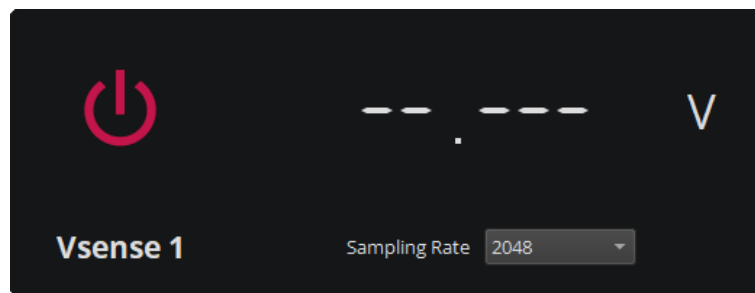 --.--- V
Vsense 1
Sampling Rate 2048